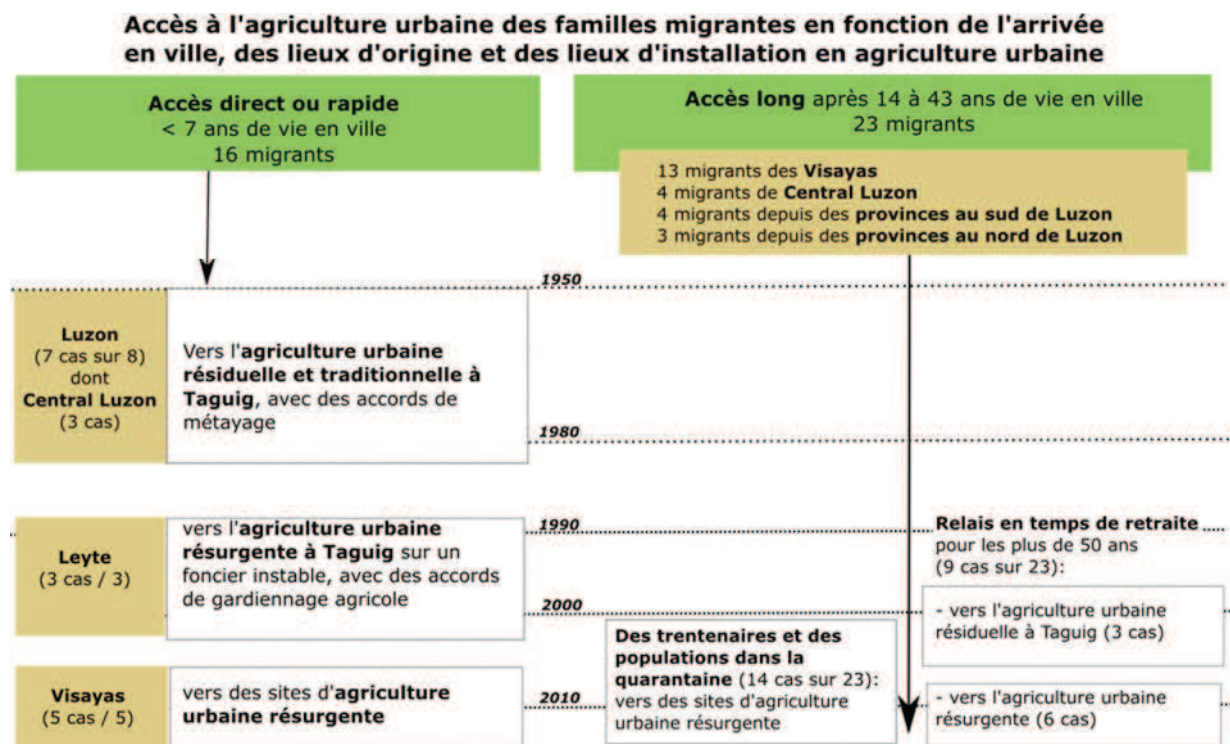 Accès à l'agriculture urbaine des familles migrantes en fonction de l'arrivée
en ville, des lieux d'origine et des lieux d'installation en agriculture urbaine
Accès direct ou rapide
< 7 ans de vie en ville
16 migrants
Accès long après 14 à 43 ans de vie en ville
23 migrants
13 migrants des Visayas
4 migrants de Central Luzon
4 migrants depuis des provinces au sud de Luzon
3 migrants depuis des provinces au nord de Luzon
1950
Luzon
(7 cas sur 8)
dont
Central Luzon
(3 cas)
Vers l'agriculture urbaine
résiduelle et traditionnelle à
Taguig, avec des accords de
métayage
1980
Leyte
(3 cas / 3)
vers l'agriculture urbaine
résurgente à Taguig sur un
foncier instable, avec des accords
de gardiennage agricole
1990
2000
Relais en temps de retraite
pour les plus de 50 ans
(9 cas sur 23):
- vers l'agriculture urbaine
résiduelle à Taguig (3 cas)
Visayas
(5 cas / 5)
vers des sites d'agriculture
urbaine résurgente
2010
Des trentenaires et des
populations dans la
quarantaine (14 cas sur 23):
vers des sites d'agriculture
urbaine résurgente
- vers l'agriculture urbaine
résurgente (6 cas)